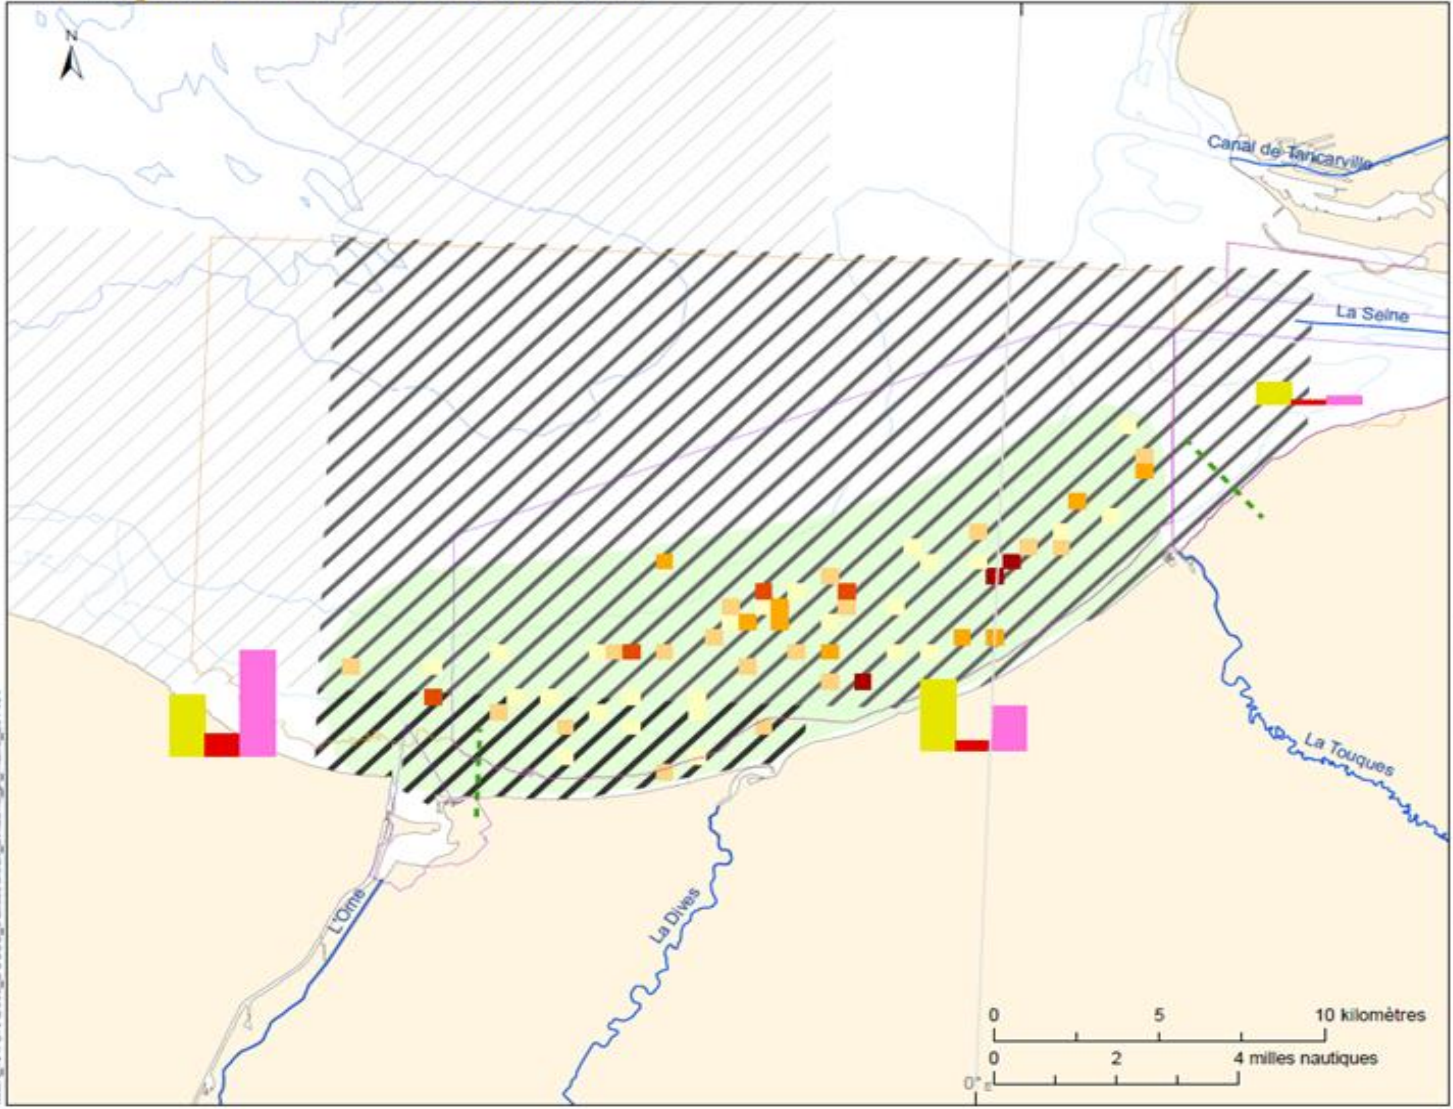 N
Canal de Tancarville
La Seine
La Touques
L'Orne
La Dives
0 5 10 kilomètres
0 2 4 milles nautiques
0°